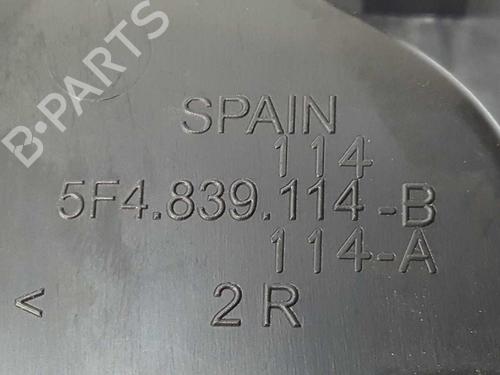 B-PARTS
SPAIN
114
5F4.839.114-B
114-A
< 2R